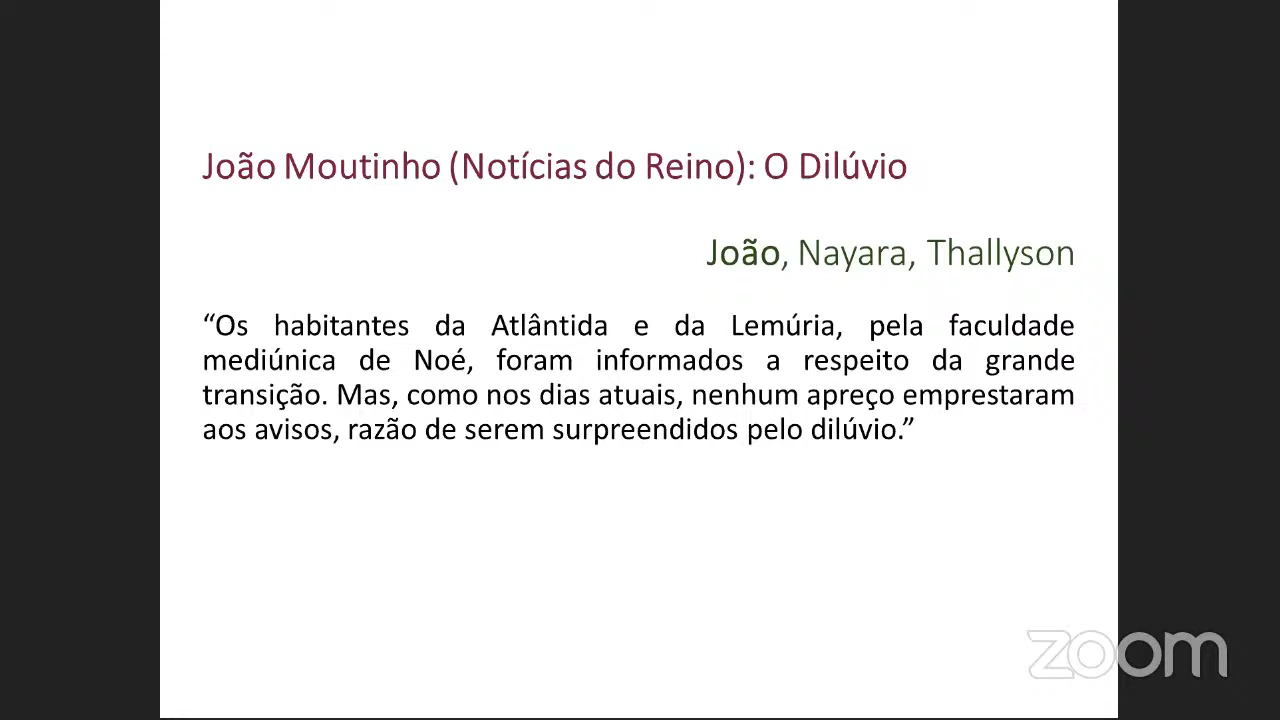 João Moutinho (Notícias do Reino): O Dilúvio
João, Nayara, Thallyson
“Os habitantes da Atlântida e da Lemúria, pela faculdade
mediúnica de Noé, foram informados a respeito da grande
transição. Mas, como nos dias atuais, nenhum apreço emprestaram
aos avisos, razão de serem surpreendidos pelo dilúvio.”
zoom